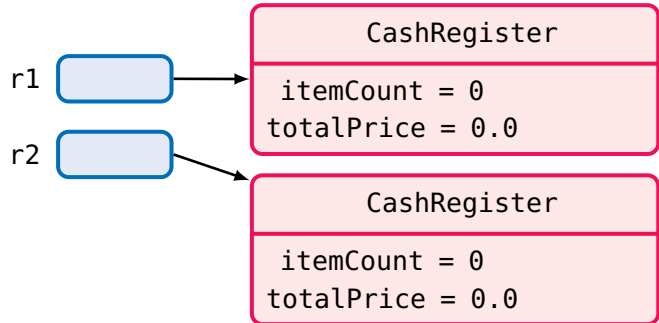 CashRegister
r1
itemCount = 0
totalPrice = 0.0
r2
CashRegister
itemCount = 0
totalPrice = 0.0